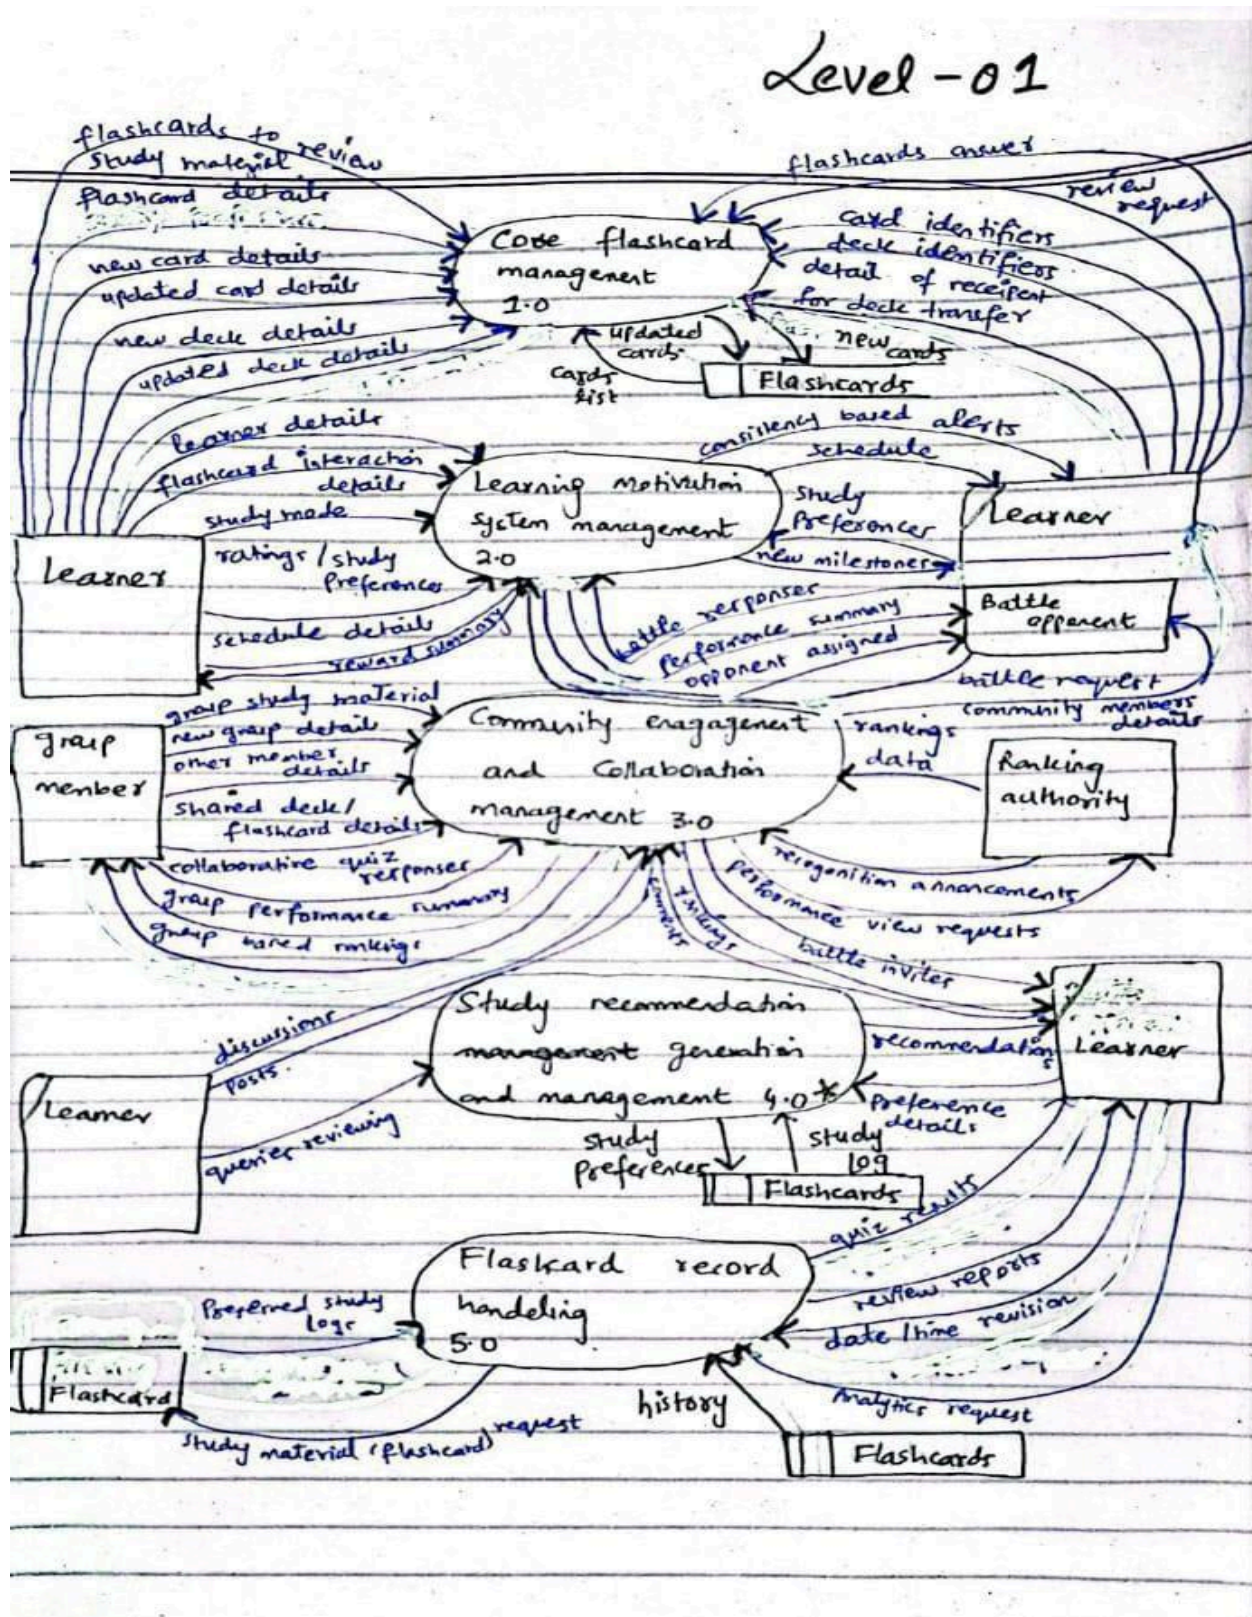 Level-01
flashcards to review
study material
flashcard details
new card details
updated card details
new deck details
updated deck details
flashcards answer
review
request
card identifiers
deck identifiers
detail of receipent
for deck transfer
Core flashcard
management
1.0
updated
cards
new
cards
cards
list
Flashcards
learner details
flashcard interaction
details
study mode
ratings/study
Preferences
schedule details
reward summary
Learner
Learning motivation
system management
2.0
consistency based alerts
schedule
study
Preferences
new milestones
Learner
Battle
opponent
battle responses
performance summary
opponent assigned
battle request
community members
details
group study material
new group details
other member
details
shared deck/
flashcard details
collaborative quiz
responses
group performance summary
group based rankings
group
member
Community enagagement
and Collaboration
management 3.0
rankings
data
Ranking
authority
recognition annancements
performance view requests
battle invites
rankings
comments
discussions
posts.
queries reviewing
Learner
Study recommendation
management generation
and management 4.0*
recommendations
preference
details
Learner
study
preferences
study
log
Flashcards
quiz results
review reports
date/time revision
Analytics request
Flashcard record
handeling
5.0
Preferred study
logs
Flashcard
study material (flashcard) request
history
Flashcards